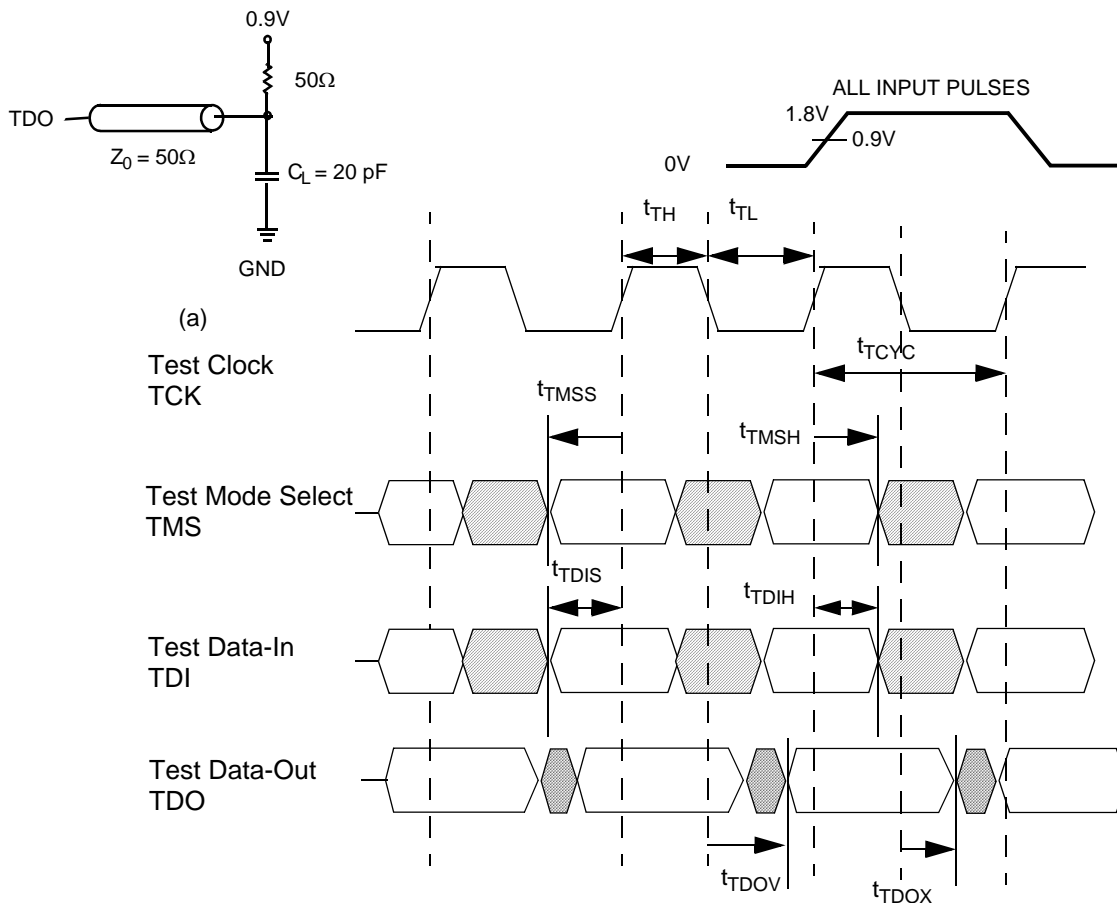 0.9V
50Ω
TDO
Z0 = 50Ω
CL = 20 pF
GND
(a)
ALL INPUT PULSES
1.8V
0.9V
0V
tTH
tTL
Test Clock
TCK
tTCYC
tTMSS
tTMSH
Test Mode Select
TMS
tTDIS
tTDIH
Test Data-In
TDI
Test Data-Out
TDO
tTDOV
tTDOX